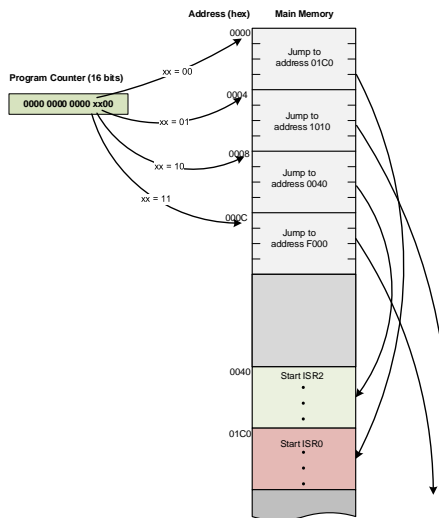 Address (hex)
Main Memory
0000
Jump to
address 01C0
Program Counter (16 bits)
0000 0000 0000 xx00
xx = 00
xx = 01
xx = 10
xx = 11
0004
Jump to
address 1010
0008
Jump to
address 0040
000C
Jump to
address F000
0040
Start ISR2
01C0
Start ISR0